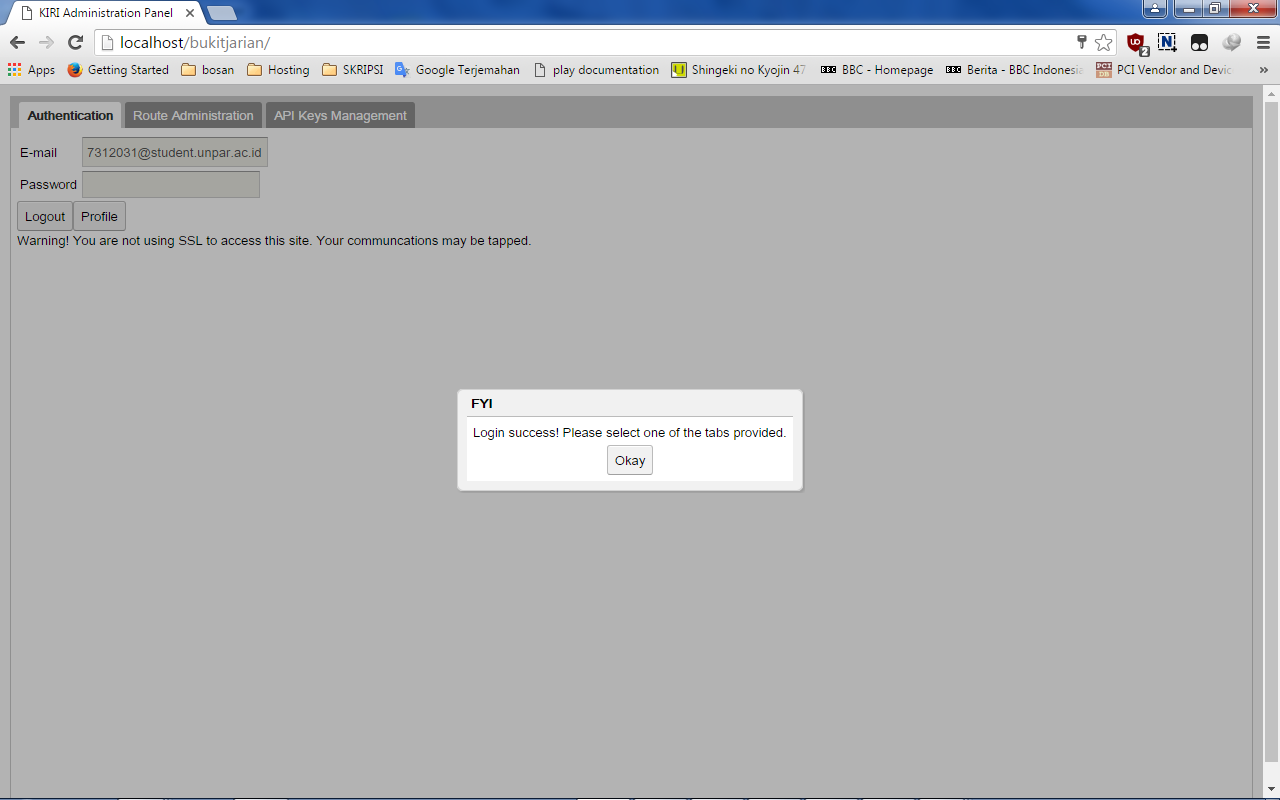 KIRI Administration Panel
localhost/bukitjarian/
2
Apps Getting Started bosan Hosting SKRIPSI Google Terjemahan play documentation Shingeki no Kyojin 47 BBC - Homepage Berita - BBC Indonesia PCI Vendor and Devic »
Authentication Route Administration API Keys Management
E-mail 7312031@student.unpar.ac.id
Password
Logout Profile
Warning! You are not using SSL to access this site. Your communcations may be tapped.
FYI
Login success! Please select one of the tabs provided.
Okay